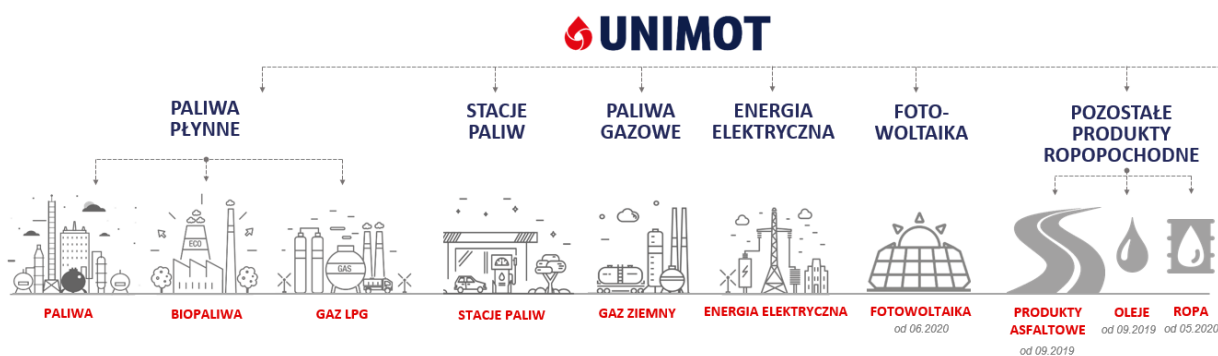 UNIMOT
PALIWA
PŁYNNE
STACJE
PALIW
PALIWA
GAZOWE
ENERGIA
ELEKTRYCZNA
FOTO-
WOLTAIKA
POZOSTAŁE
PRODUKTY
ROPOPOCHODNE
ECO
GAS
PALIWA
BIOPALIWA
GAZ LPG
STACJE PALIW
GAZ ZIEMNY
ENERGIA ELEKTRYCZNA
FOTOWOLTAIKA
od 06.2020
PRODUKTY
ASFALTOWE
od 09.2019
OLEJE
od 09.2019
ROPA
od 05.2020